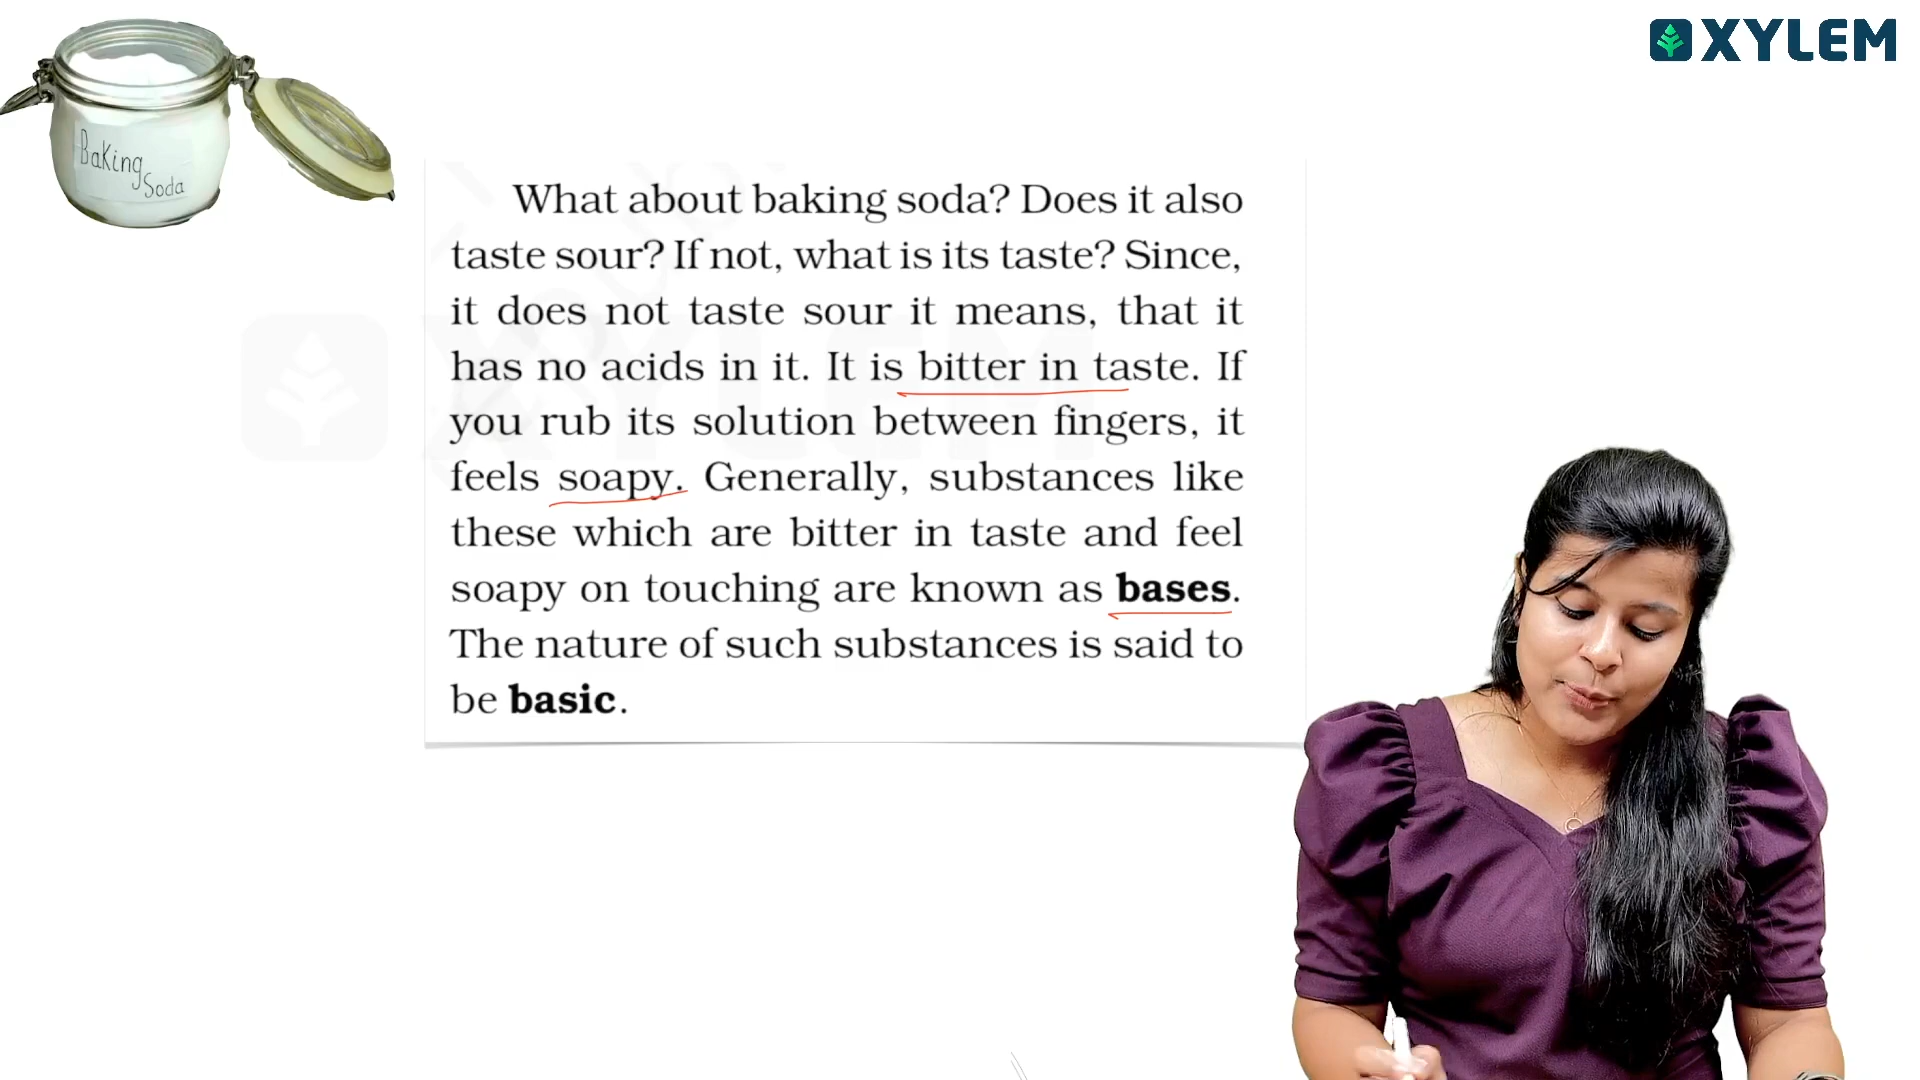 XYLEM
Baking
Soda
What about baking soda? Does it also
taste sour? If not, what is its taste? Since,
it does not taste sour it means, that it
has no acids in it. It is bitter in taste. If
you rub its solution between fingers, it
feels soapy. Generally, substances like
these which are bitter in taste and feel
soapy on touching are known as bases.
The nature of such substances is said to
be basic.
XYLEM